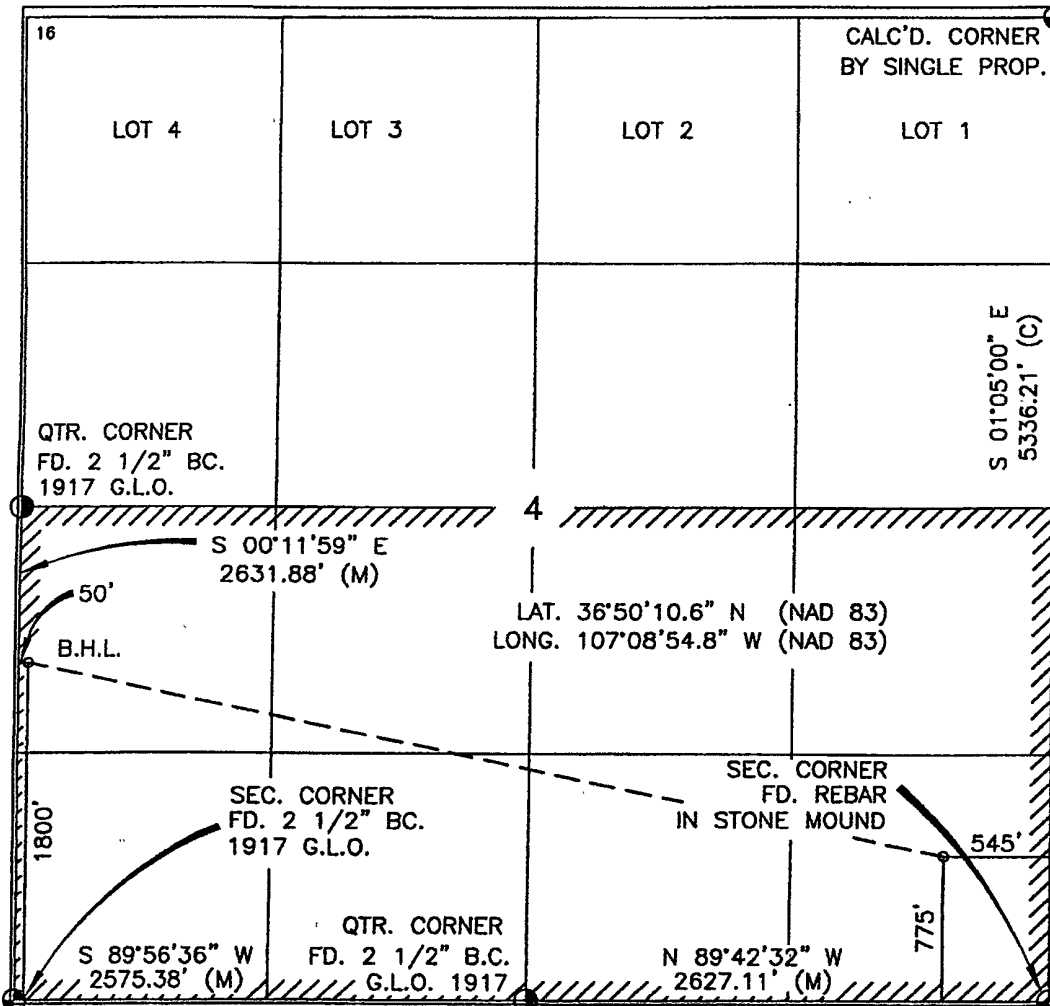 16
CALC'D. CORNER
BY SINGLE PROP.
LOT 4
LOT 3
LOT 2
LOT 1
S 01°05'00" E
5336.21' (C)
QTR. CORNER
FD. 2 1/2" BC.
1917 G.L.O.
4
S 00°11'59" E
2631.88' (M)
50'
LAT. 36°50'10.6" N (NAD 83)
LONG. 107°08'54.8" W (NAD 83)
B.H.L.
SEC. CORNER
FD. REBAR
IN STONE MOUND
SEC. CORNER
FD. 2 1/2" BC.
1917 G.L.O.
1800'
545'
775'
QTR. CORNER
FD. 2 1/2" B.C.
G.L.O. 1917
S 89°56'36" W
2575.38' (M)
N 89°42'32" W
2627.11' (M)